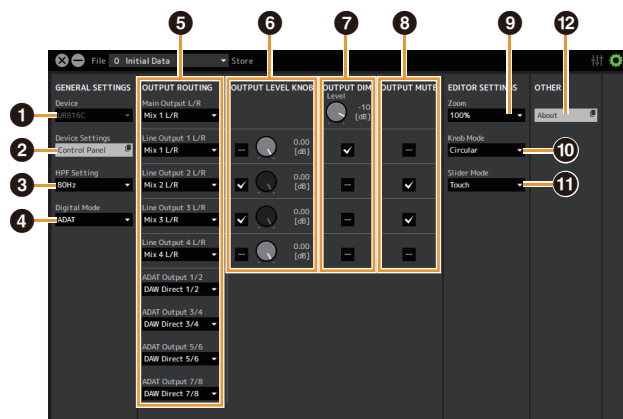 5 6 7 8 9 12
File 0 Initial Data Store
GENERAL SETTINGS
1
Device
UR816C
2
Device Settings
Control Panel
3
HPF Setting
80Hz
4
Digital Mode
ADAT
OUTPUT ROUTING
Main Output L/R
Mix 1 L/R
Line Output 1 L/R
Mix 1 L/R
Line Output 2 L/R
Mix 2 L/R
Line Output 3 L/R
Mix 3 L/R
Line Output 4 L/R
Mix 4 L/R
ADAT Output 1/2
DAW Direct 1/2
ADAT Output 3/4
DAW Direct 3/4
ADAT Output 5/6
DAW Direct 5/6
ADAT Output 7/8
DAW Direct 7/8
OUTPUT LEVEL KNOB
0.00
[dB]
0.00
[dB]
0.00
[dB]
0.00
[dB]
OUTPUT DIM
Level
-10
[dB]
OUTPUT MUTE
EDITOR SETTINGS
Zoom
100%
Knob Mode
Circular
10
Slider Mode
Touch
11
OTHER
About